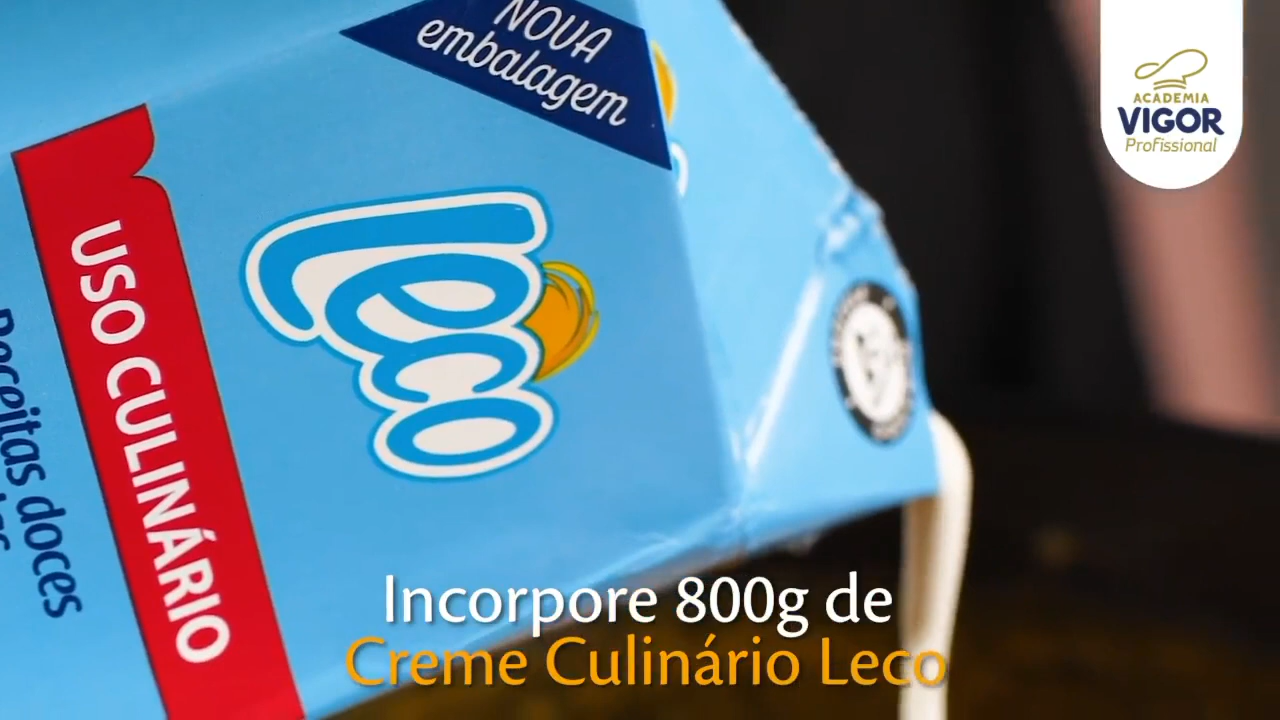 NOVA
embalagem
Leco
USO CULINÁRIO
Receitas doces
ACADEMIA
VIGOR
Profissional
Incorpore 800g de
Creme Culinário Leco